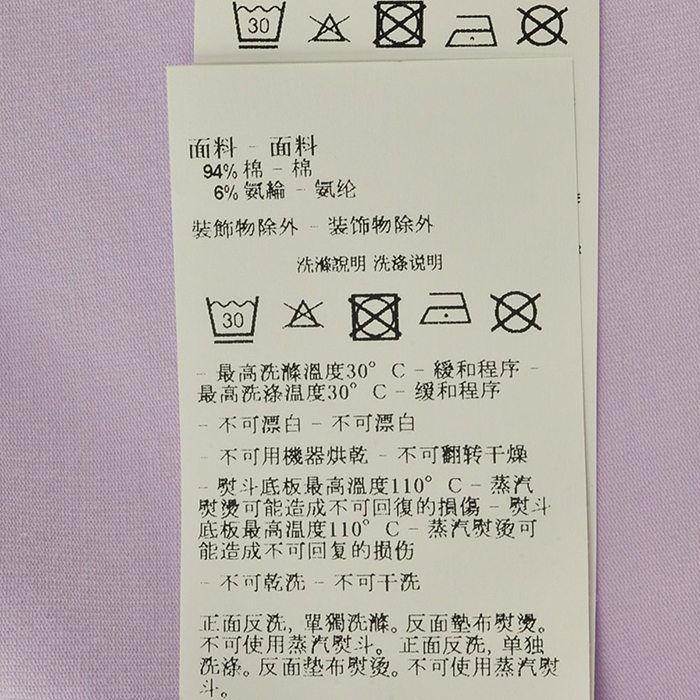 30
面料 - 面料
94% 棉 - 棉
6% 氨綸 - 氨纶
裝飾物除外 - 装饰物除外
洗滌說明 洗涤说明
30
- 最高洗滌溫度30° C - 緩和程序 -
最高洗涤温度30° C - 缓和程序
- 不可漂白 - 不可漂白
- 不可用機器烘乾 - 不可翻转干燥
- 熨斗底板最高溫度110° C - 蒸汽
熨燙可能造成不可回復的損傷 - 熨斗
底板最高温度110° C - 蒸汽熨烫可
能造成不可回复的损伤
- 不可乾洗 - 不可干洗
正面反洗, 單獨洗滌。反面墊布熨燙。
不可使用蒸汽熨斗。 正面反洗, 单独
洗涤。反面垫布熨烫。不可使用蒸汽熨
斗。